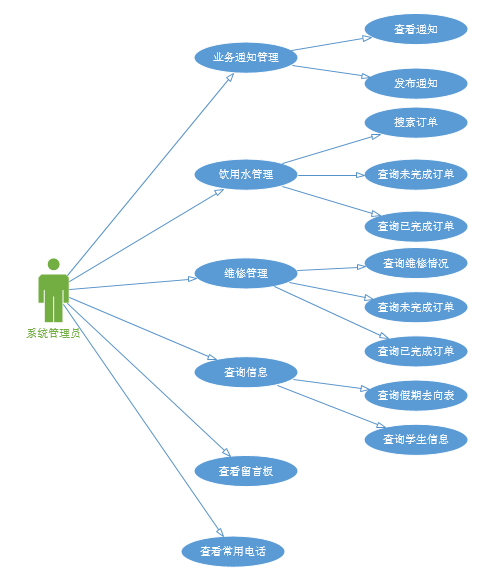 查看通知
业务通知管理
发布通知
搜索订单
饮用水管理
查询未完成订单
查询已完成订单
查询维修情况
维修管理
查询未完成订单
系统管理员
查询已完成订单
查询信息
查询假期去向表
查询学生信息
查看留言板
查看常用电话